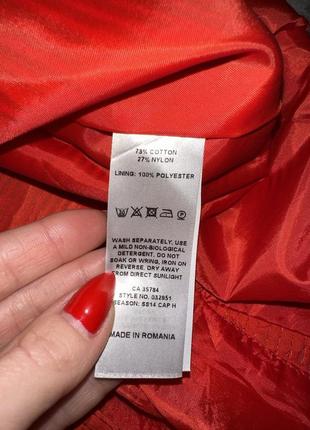 73% COTTON
27% NYLON
LINING: 100% POLYESTER
WASH SEPARATELY, USE
A MILD NON-BIOLOGICAL
DETERGENT, DO NOT
SOAK OR WRING, IRON ON
REVERSE, DRY AWAY
FROM DIRECT SUNLIGHT
CA 35784
STYLE NO. 032851
SEASON: SS14 CAP H
MADE IN ROMANIA